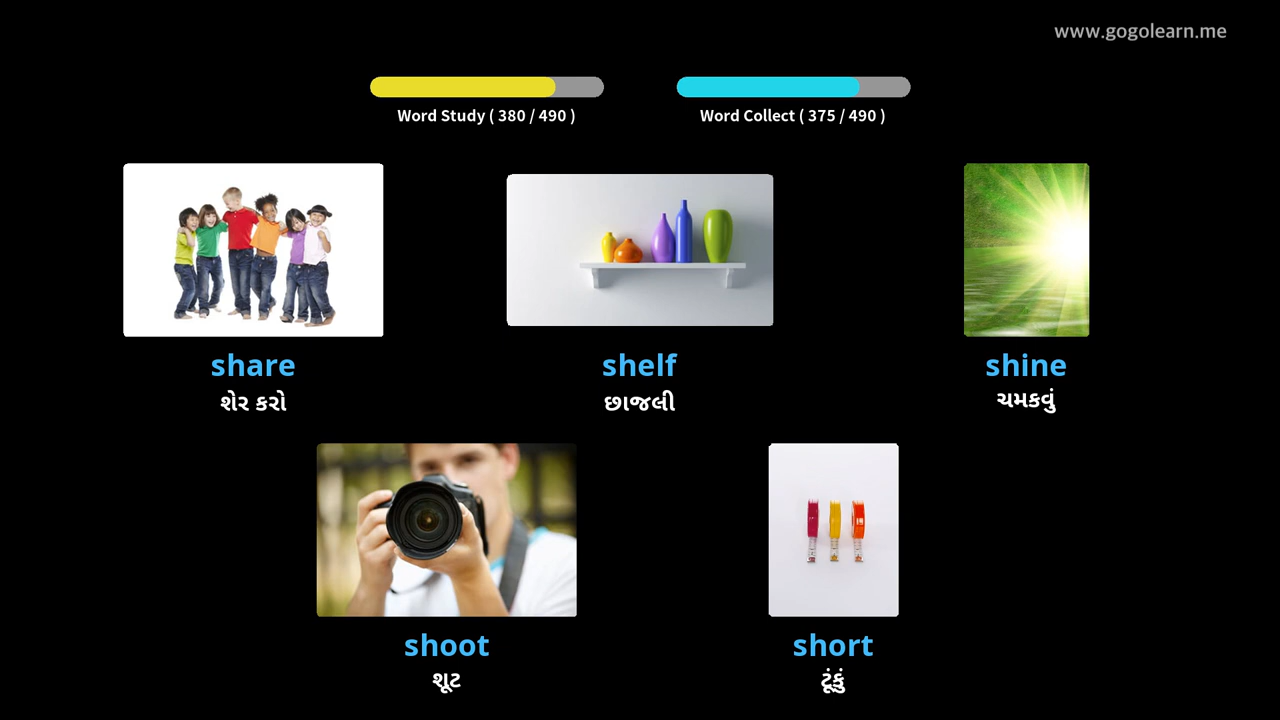 www.gogolearn.me
Word Study ( 380 / 490 )
Word Collect ( 375 / 490 )
share
શેર કરો
shelf
છાજલી
shine
ચમકવું
shoot
શૂટ
short
ટૂંકું